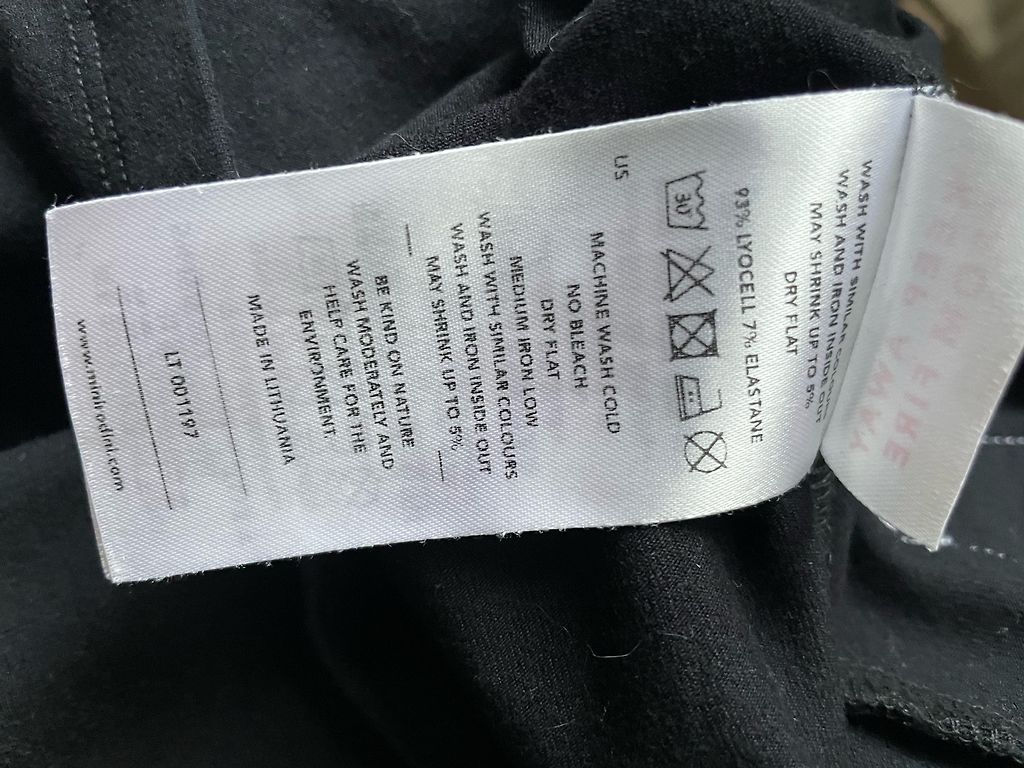 WASH WITH SIMILAR COLOURS
WASH AND IRON INSIDE OUT
MAY SHRINK UP TO 5%
DRY FLAT
93% LYOCELL 7% ELASTANE
30°
US
MACHINE WASH COLD
NO BLEACH
DRY FLAT
MEDIUM IRON LOW
WASH WITH SIMILAR COLOURS
WASH AND IRON INSIDE OUT
MAY SHRINK UP TO 5%
BE KIND ON NATURE
WASH MODERATELY AND
HELP CARE FOR THE
ENVIRONMENT.
MADE IN LITHUANIA
LT 001197
www.minirodini.com